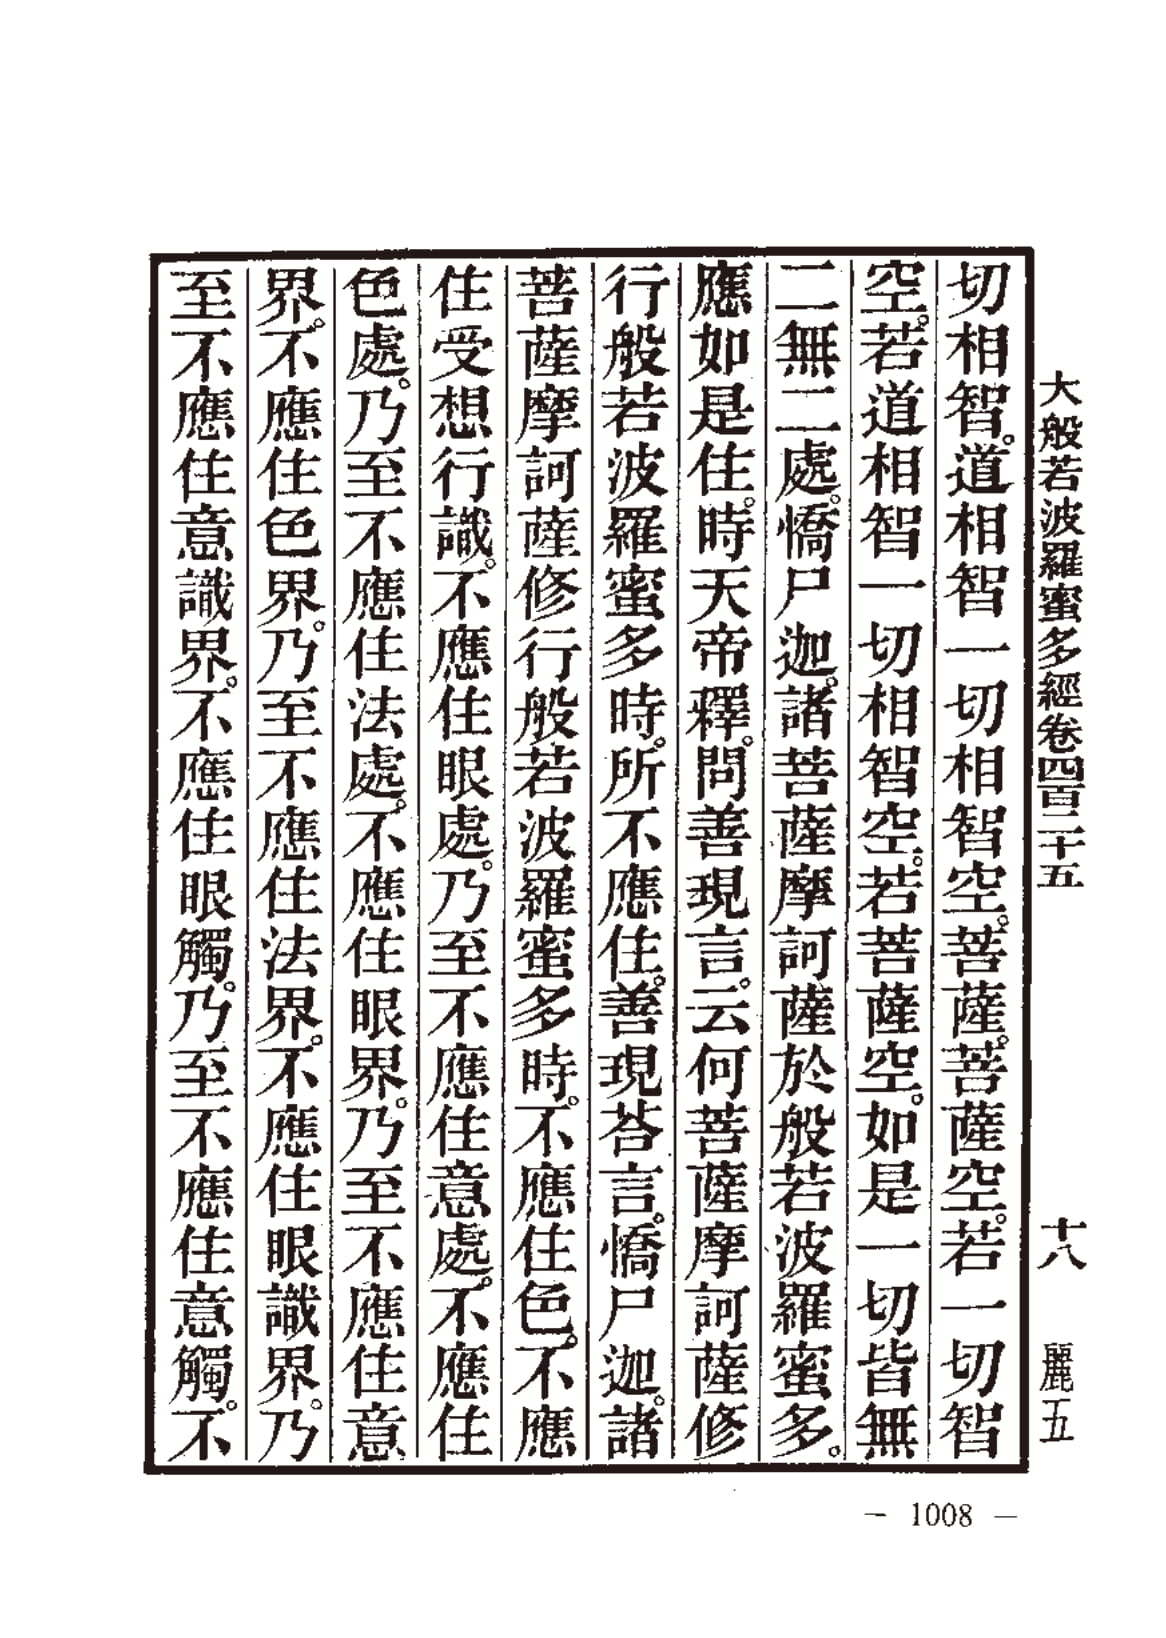 大般若波羅蜜多經卷四百二十五　十八　麗五
切相智。道相智一切相智空。菩薩。菩薩空。若一切智
空。若道相智一切相智空。若菩薩空。如是一切皆無
二無二處。憍尸迦。諸菩薩摩訶薩於般若波羅蜜多。
應如是住。時天帝釋。問善現言。云何菩薩摩訶薩修
行般若波羅蜜多時。所不應住。善現荅言。憍尸迦。諸
菩薩摩訶薩修行般若波羅蜜多時。不應住色。不應
住受想行識。不應住眼處。乃至不應住意處。不應住
色處。乃至不應住法處。不應住眼界。乃至不應住意
界。不應住色界。乃至不應住法界。不應住眼識界。乃
至不應住意識界。不應住眼觸。乃至不應住意觸。不
— 1008 —